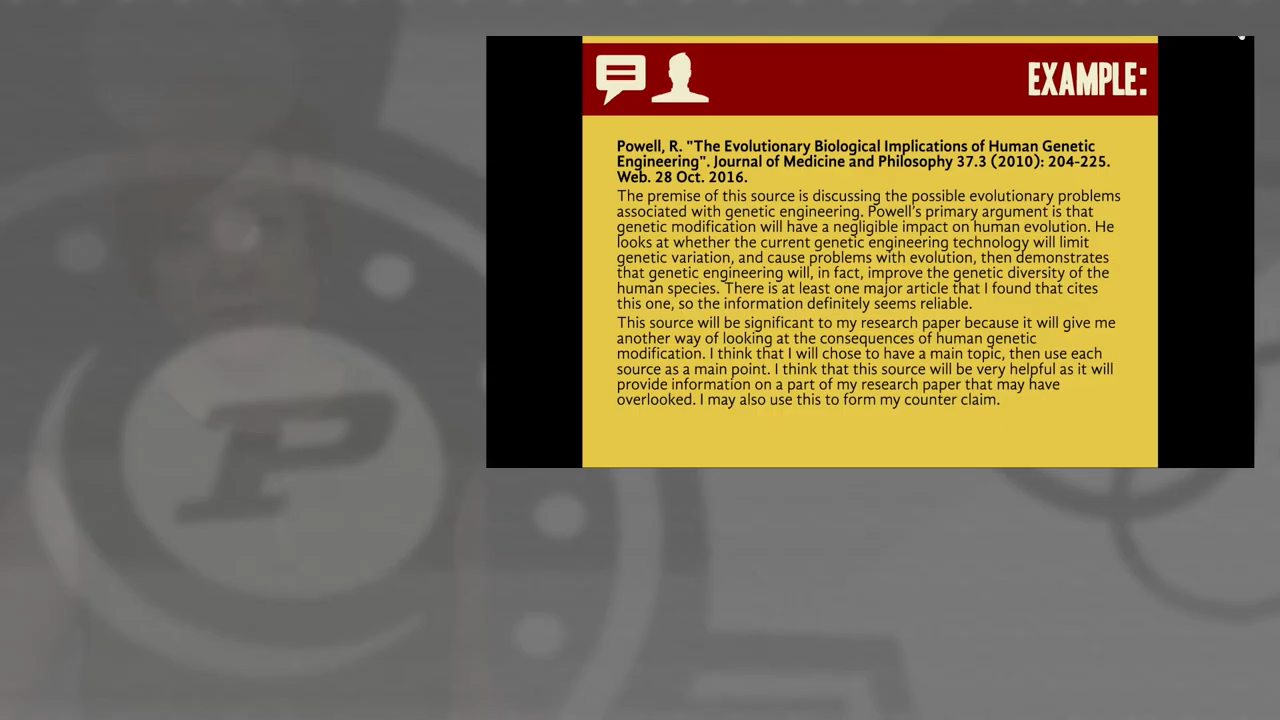 EXAMPLE:
Powell, R. "The Evolutionary Biological Implications of Human Genetic
Engineering". Journal of Medicine and Philosophy 37.3 (2010): 204-225.
Web. 28 Oct. 2016.
The premise of this source is discussing the possible evolutionary problems
associated with genetic engineering. Powell's primary argument is that
genetic modification will have a negligible impact on human evolution. He
looks at whether the current genetic engineering technology will limit
genetic variation, and cause problems with evolution, then demonstrates
that genetic engineering will, in fact, improve the genetic diversity of the
human species. There is at least one major article that I found that cites
this one, so the information definitely seems reliable.
This source will be significant to my research paper because it will give me
another way of looking at the consequences of human genetic
modification. I think that I will chose to have a main topic, then use each
source as a main point. I think that this source will be very helpful as it will
provide information on a part of my research paper that may have
overlooked. I may also use this to form my counter claim.
P